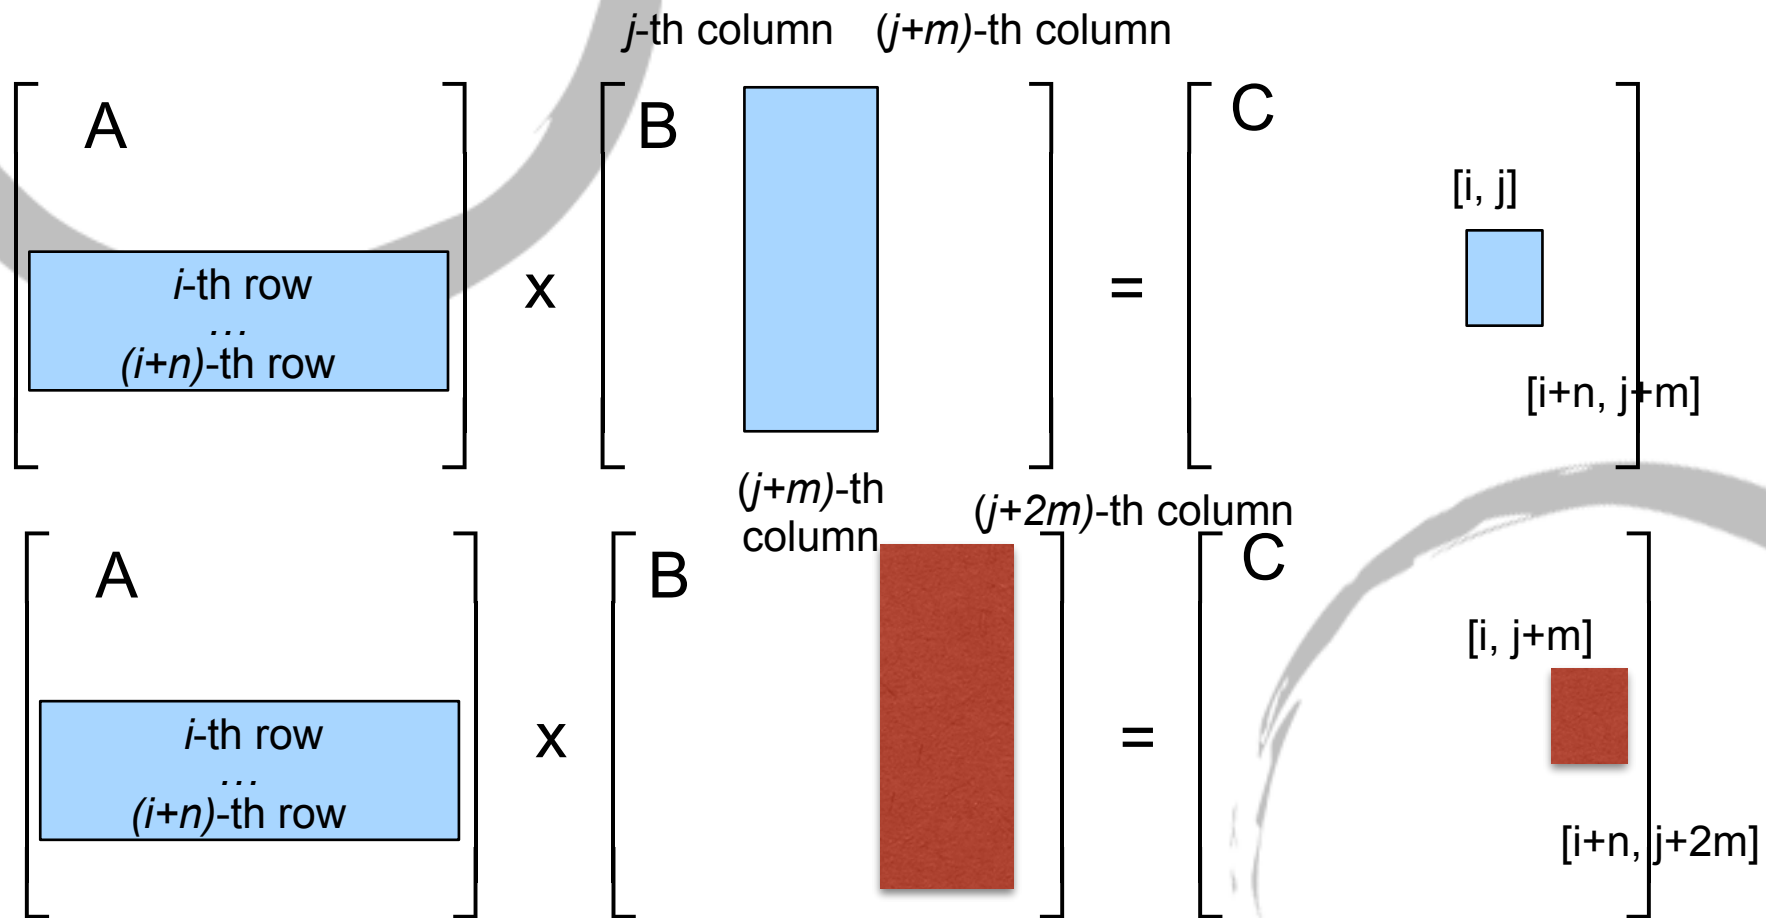 j-th column (j+m)-th column
A
B
C
[i, j]
i-th row
...
(i+n)-th row
x
=
[i+n, j+m]
(j+m)-th
column
(j+2m)-th column
A
B
C
[i, j+m]
i-th row
...
(i+n)-th row
x
=
[i+n, j+2m]